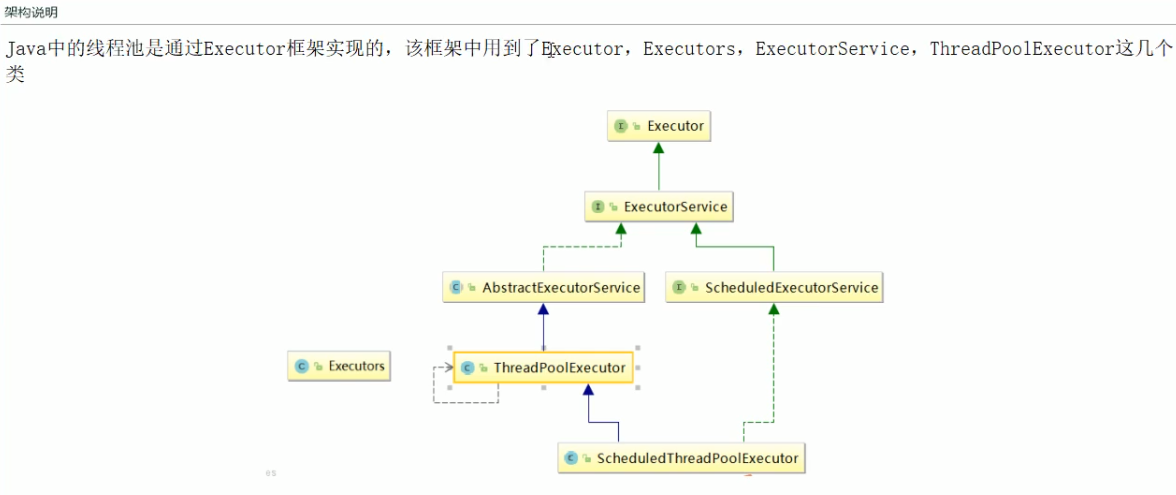 架构说明
Java中的线程池是通过Executor框架实现的，该框架中用到了Executor，Executors，ExecutorService，ThreadPoolExecutor这几个
类
I Executor
I ExecutorService
C AbstractExecutorService
I ScheduledExecutorService
C Executors
C ThreadPoolExecutor
C ScheduledThreadPoolExecutor